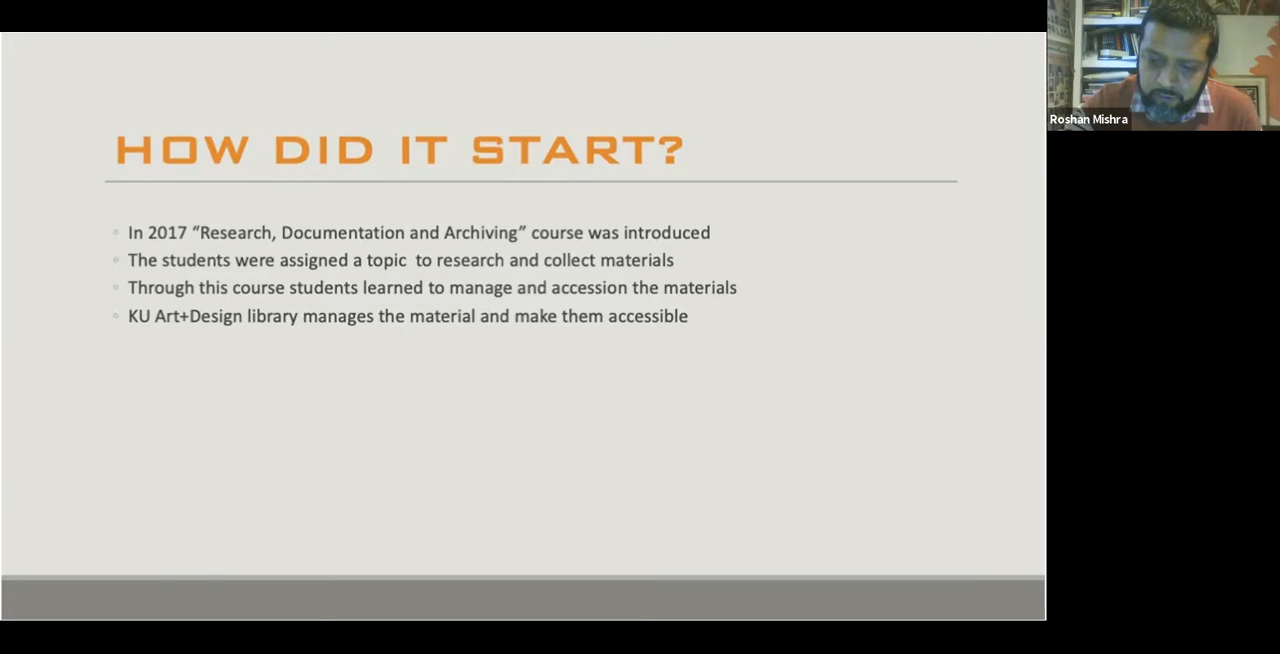 HOW DID IT START?
In 2017 “Research, Documentation and Archiving” course was introduced
The students were assigned a topic to research and collect materials
Through this course students learned to manage and accession the materials
KU Art+Design library manages the material and make them accessible
Roshan Mishra